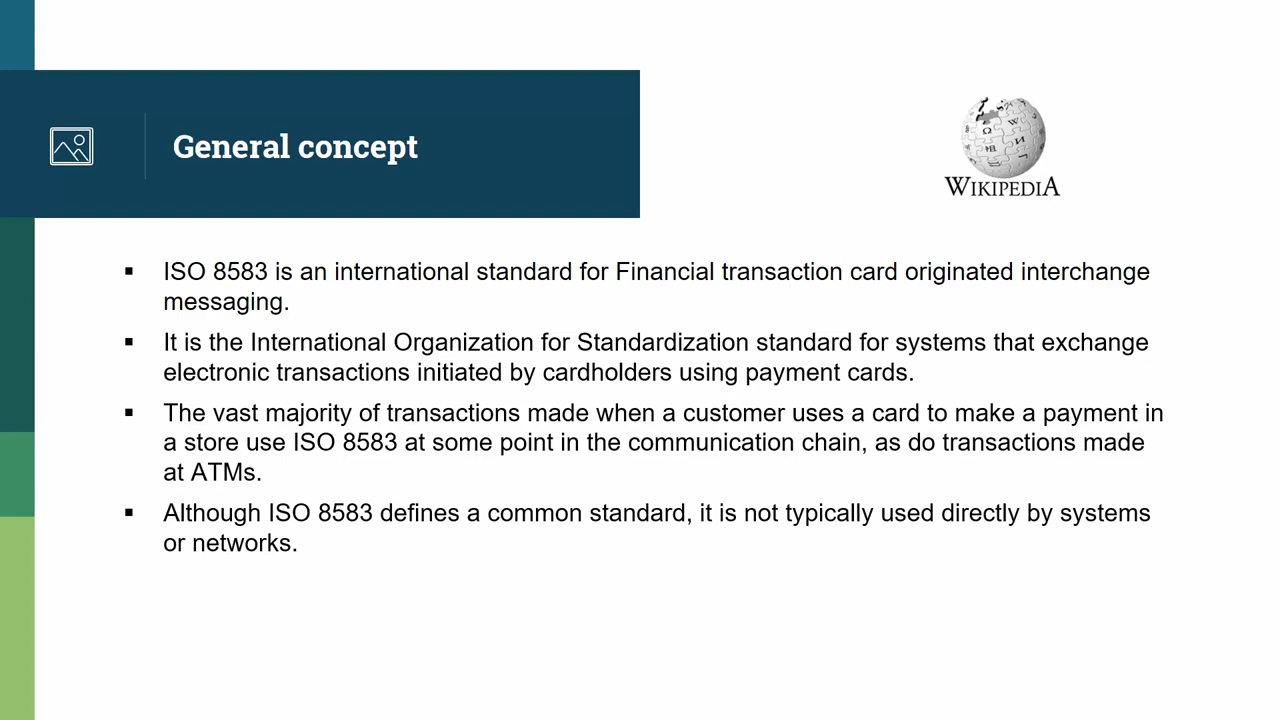 General concept
WIKIPEDIA
▪ ISO 8583 is an international standard for Financial transaction card originated interchange
messaging.
▪ It is the International Organization for Standardization standard for systems that exchange
electronic transactions initiated by cardholders using payment cards.
▪ The vast majority of transactions made when a customer uses a card to make a payment in
a store use ISO 8583 at some point in the communication chain, as do transactions made
at ATMs.
▪ Although ISO 8583 defines a common standard, it is not typically used directly by systems
or networks.